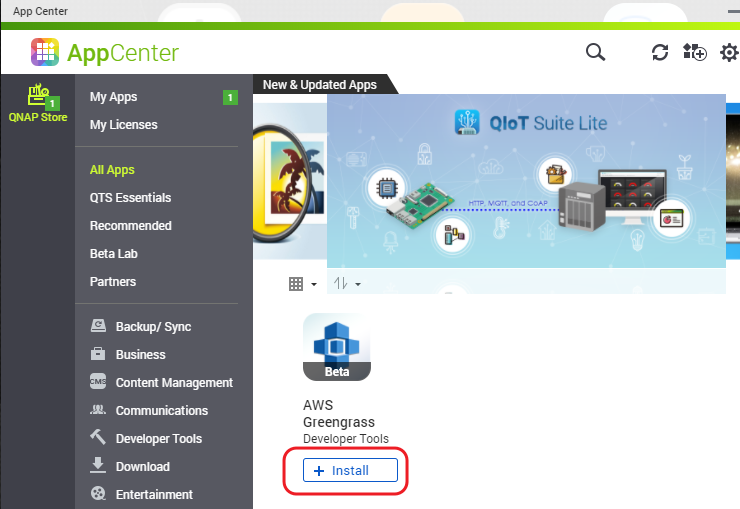 App Center
AppCenter
1
QNAP Store
My Apps
1
My Licenses
All Apps
QTS Essentials
Recommended
Beta Lab
Partners
Backup/ Sync
Business
CMS
Content Management
Communications
Developer Tools
Download
Entertainment
New & Updated Apps
QIoT Suite Lite
HTTP, MQTT, and CoAP
Beta
AWS
Greengrass
Developer Tools
+ Install